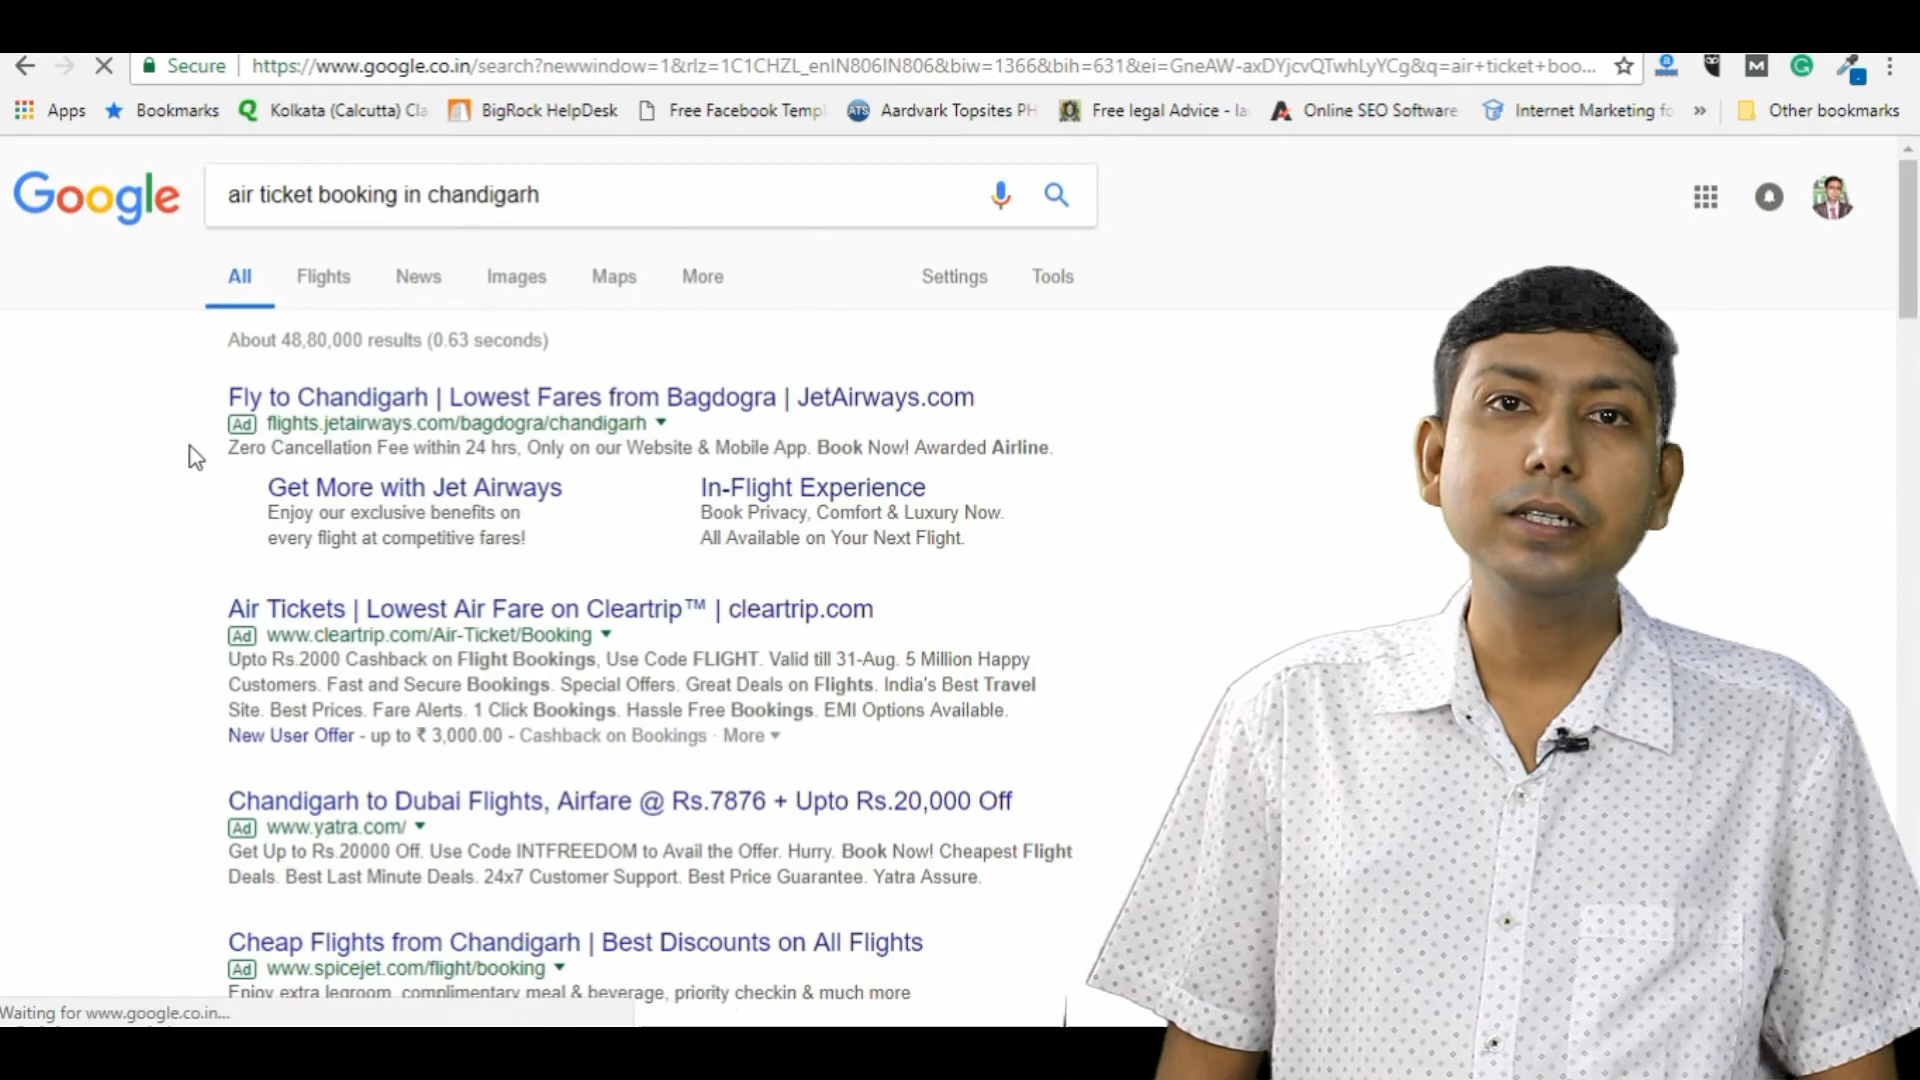 Secure https://www.google.co.in/search?newwindow=1&rlz=1C1CHZL_enIN806IN806&biw=1366&bih=631&ei=GneAW-axDYjcvQTwhLyYCg&q=air+ticket+boo...
Apps Bookmarks Kolkata (Calcutta) Cla BigRock HelpDesk Free Facebook Templ ATS Aardvark Topsites PH Free legal Advice - la Online SEO Software Internet Marketing fo » Other bookmarks
Google air ticket booking in chandigarh
All Flights News Images Maps More Settings Tools
About 48,80,000 results (0.63 seconds)
Fly to Chandigarh | Lowest Fares from Bagdogra | JetAirways.com
Ad flights.jetairways.com/bagdogra/chandigarh
Zero Cancellation Fee within 24 hrs, Only on our Website & Mobile App. Book Now! Awarded Airline.
Get More with Jet Airways In-Flight Experience
Enjoy our exclusive benefits on Book Privacy, Comfort & Luxury Now.
every flight at competitive fares! All Available on Your Next Flight.
Air Tickets | Lowest Air Fare on Cleartrip™ | cleartrip.com
Ad www.cleartrip.com/Air-Ticket/Booking
Upto Rs.2000 Cashback on Flight Bookings, Use Code FLIGHT. Valid till 31-Aug. 5 Million Happy
Customers. Fast and Secure Bookings. Special Offers. Great Deals on Flights. India's Best Travel
Site. Best Prices. Fare Alerts. 1 Click Bookings. Hassle Free Bookings. EMI Options Available.
New User Offer - up to ₹ 3,000.00 - Cashback on Bookings · More
Chandigarh to Dubai Flights, Airfare @ Rs.7876 + Upto Rs.20,000 Off
Ad www.yatra.com/
Get Up to Rs.20000 Off. Use Code INTFREEDOM to Avail the Offer. Hurry. Book Now! Cheapest Flight
Deals. Best Last Minute Deals. 24x7 Customer Support. Best Price Guarantee. Yatra Assure.
Cheap Flights from Chandigarh | Best Discounts on All Flights
Ad www.spicejet.com/flight/booking
Enjoy extra legroom, complimentary meal & beverage, priority checkin & much more
Waiting for www.google.co.in...